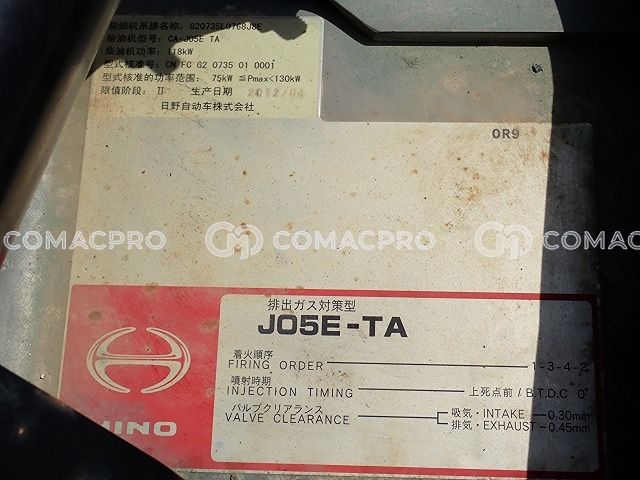 柴油机系族名称: G20735L0768J8E
柴油机型号: CA-J05E TA
柴油机功率: 118kW
型式核准号: CN FC G2 0735 01 0001
型式核准的功率范围: 75kW ≦Pmax<130kW
限值阶段: II 生产日期 2012/04
日野自动车株式会社
OR9
COMACPRO COMACPRO COMACPRO
排出ガス対策型
J05E-TA
着火順序
FIRING ORDER 1-3-4-2
噴射時期
INJECTION TIMING 上死点前/B.T.D.C 0°
バルブクリアランス
VALVE CLEARANCE
吸気・INTAKE 0.30mm
排気・EXHAUST 0.45mm
HINO